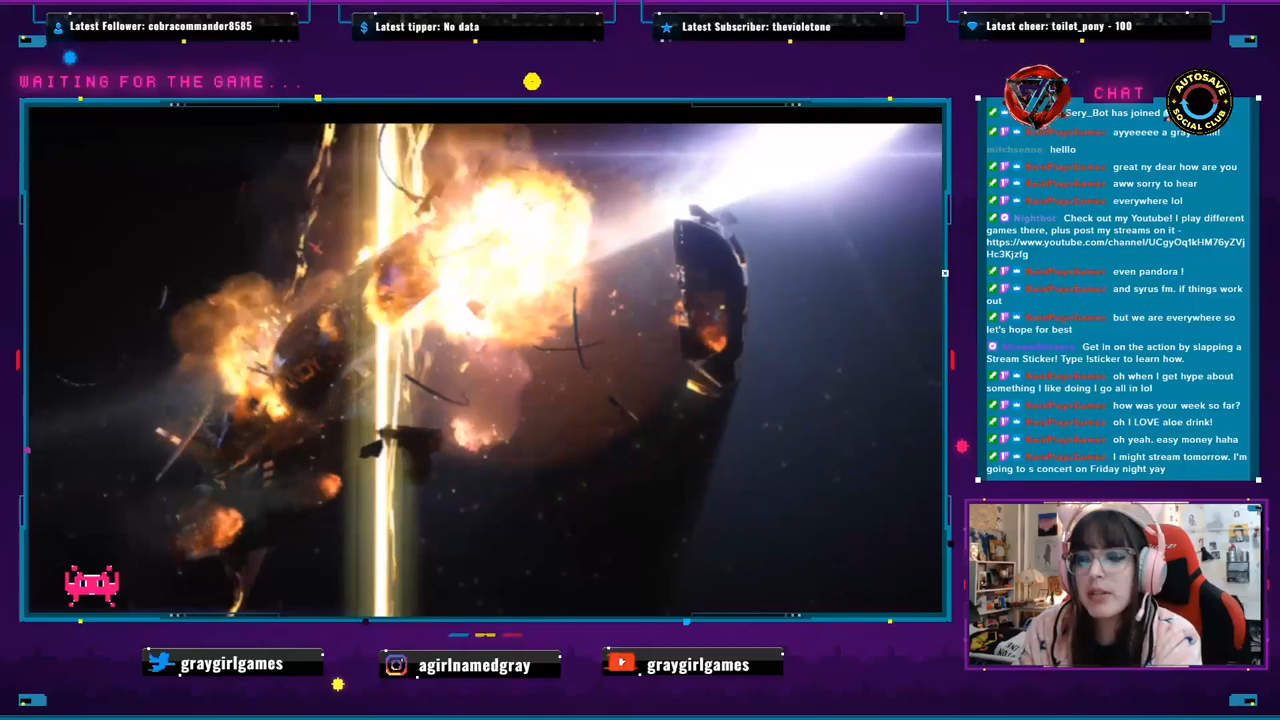 Latest Follower: cobracommander8585
Latest tipper: No data
Latest Subscriber: thevioletone
Latest cheer: toilet_pony - 100
WAITING FOR THE GAME...
CHAT
AUTOSAVE
SOCIAL CLUB
Sery_Bot has joined
ayyeeeee a gray
mitchsenna: helllo
great ny dear how are you
aww sorry to hear
everywhere lol
Nightbot Check out my Youtube! I play different
games there, plus post my streams on it -
https://www.youtube.com/channel/UCgyOq1kHM76yZVj
Hc3Kjzfg
even pandora !
and syrus fm. if things work
out
but we are everywhere so
let's hope for best
StreamStickers Get in on the action by slapping a
Stream Sticker! Type !sticker to learn how.
oh when I get hype about
something I like doing I go all in lol
how was your week so far?
oh I LOVE aloe drink!
oh yeah. easy money haha
I might stream tomorrow. I'm
going to s concert on Friday night yay
graygirlgames
agirlnamedgray
graygirlgames